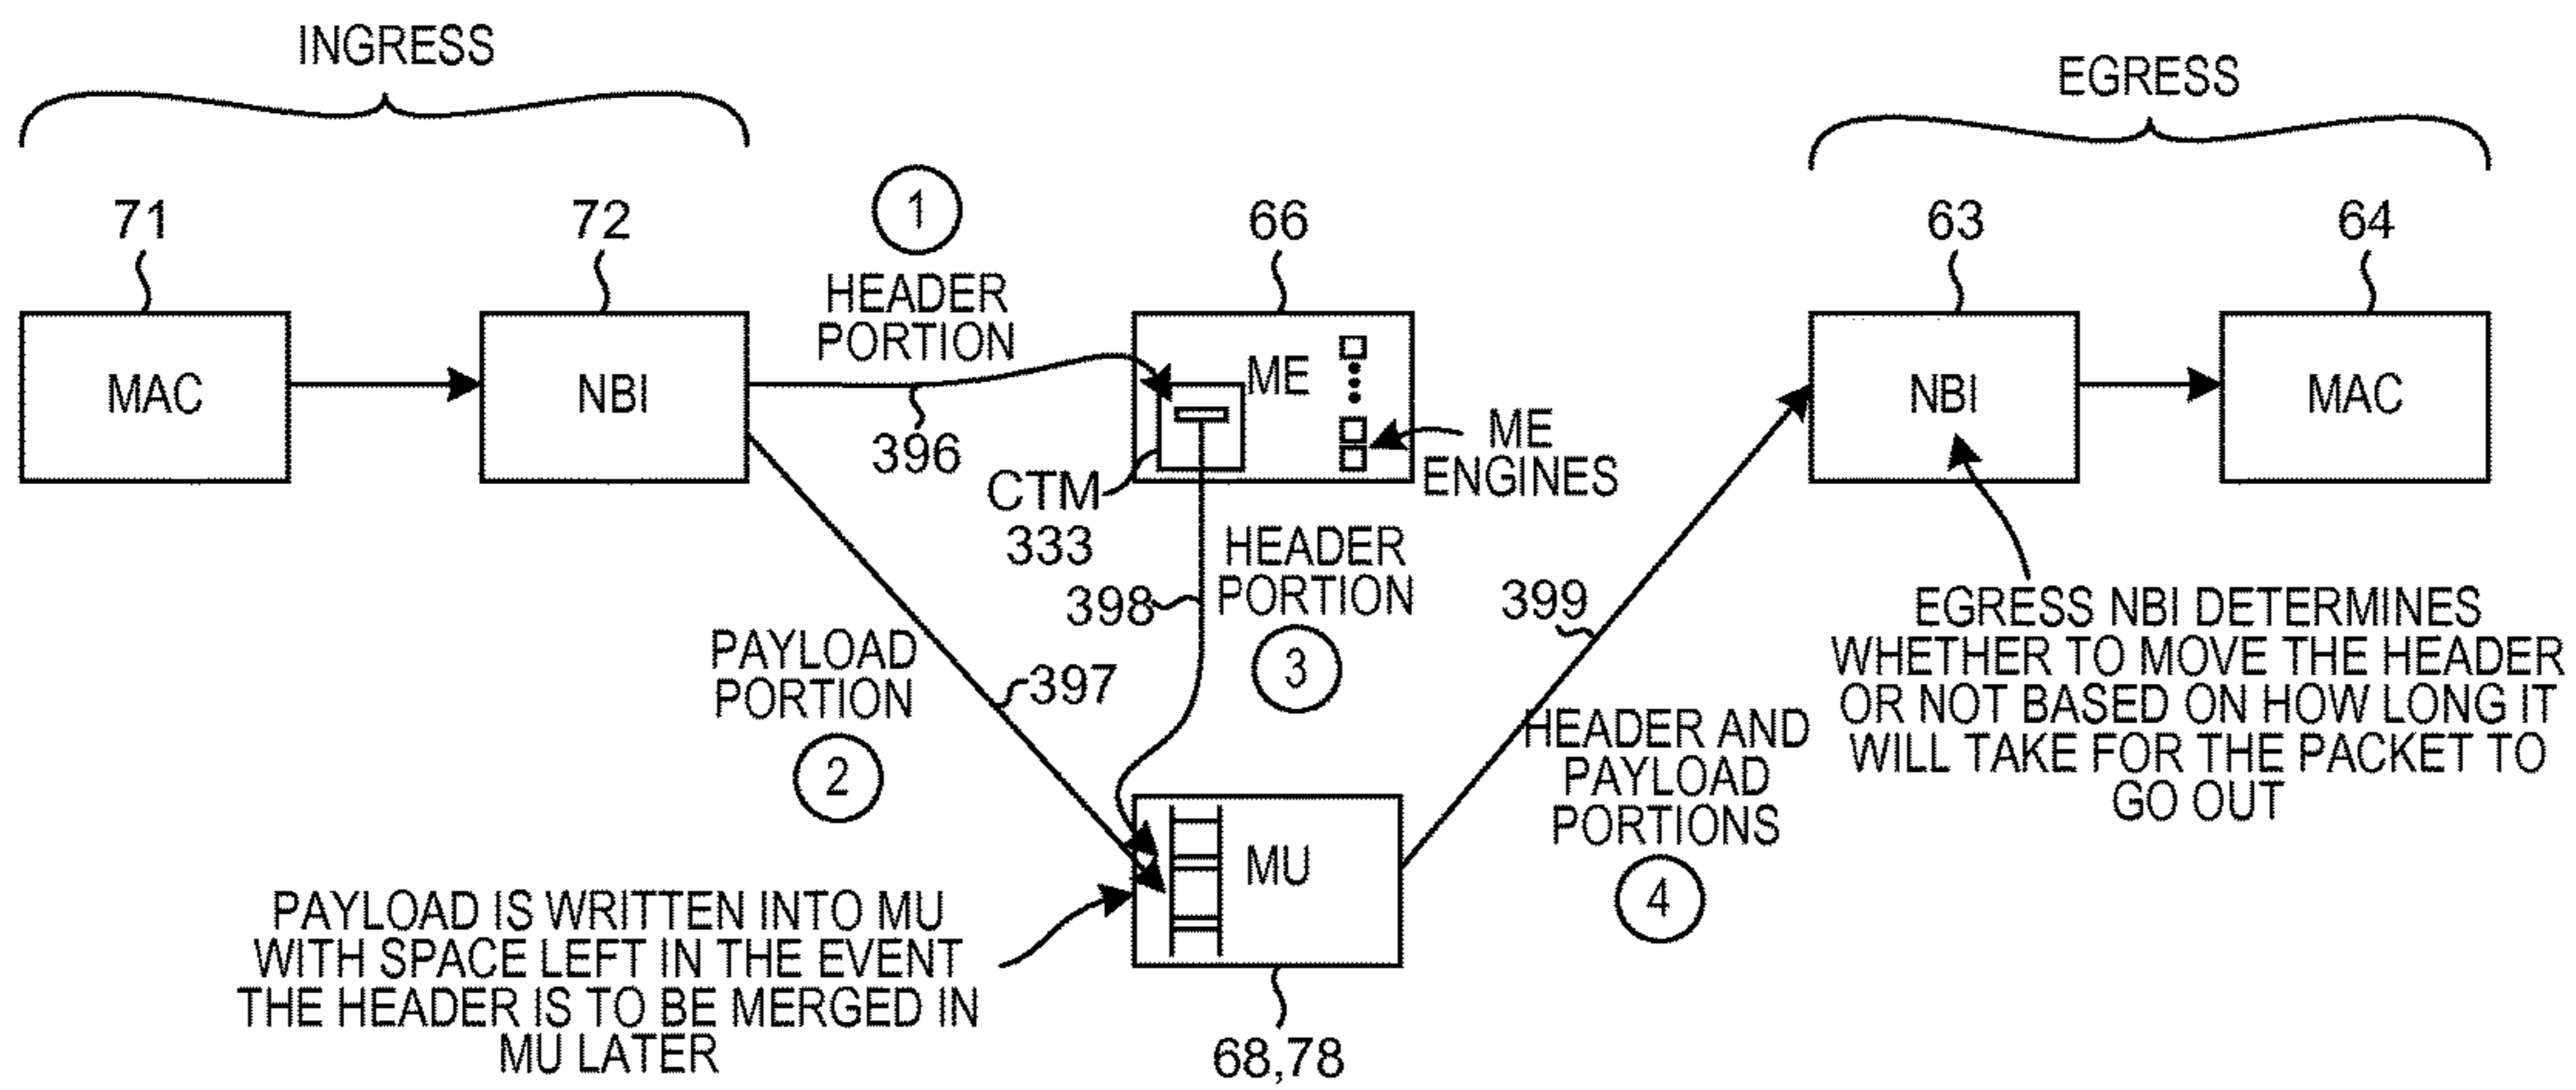 INGRESS
EGRESS
71
72
1
66
63
64
HEADER
PORTION
MAC
NBI
ME
NBI
MAC
396
ME
ENGINES
CTM
333
HEADER
PORTION
398
3
399
EGRESS NBI DETERMINES
WHETHER TO MOVE THE HEADER
OR NOT BASED ON HOW LONG IT
WILL TAKE FOR THE PACKET TO
GO OUT
PAYLOAD
PORTION
397
2
HEADER AND
PAYLOAD
PORTIONS
4
MU
PAYLOAD IS WRITTEN INTO MU
WITH SPACE LEFT IN THE EVENT
THE HEADER IS TO BE MERGED IN
MU LATER
68,78